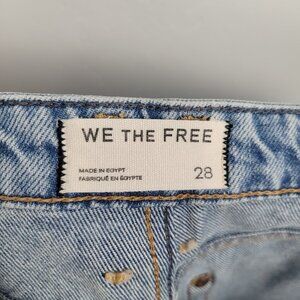 WE THE FREE
MADE IN EGYPT
FABRIQUÉ EN ÉGYPTE
28